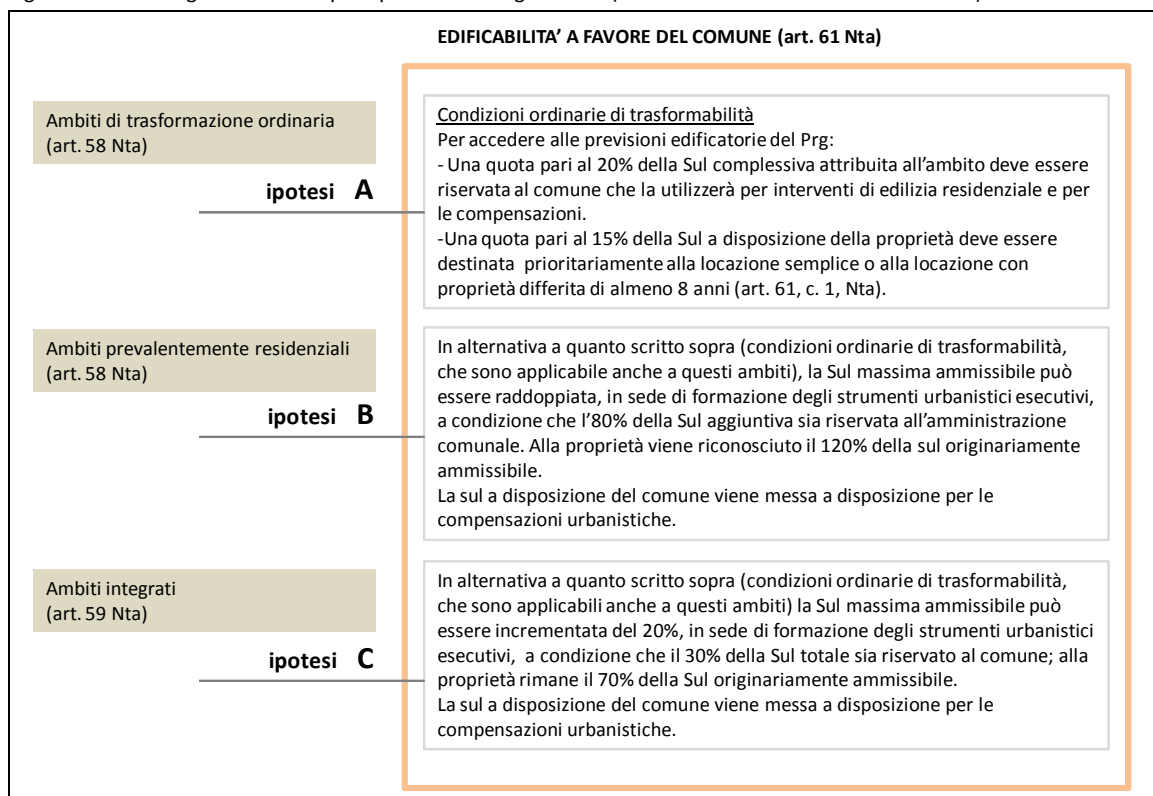 EDIFICABILITA’ A FAVORE DEL COMUNE (art. 61 Nta)
Ambiti di trasformazione ordinaria
(art. 58 Nta)
ipotesi A
Condizioni ordinarie di trasformabilità
Per accedere alle previsioni edificatorie del Prg:
- Una quota pari al 20% della Sul complessiva attribuita all’ambito deve essere
riservata al comune che la utilizzerà per interventi di edilizia residenziale e per
le compensazioni.
-Una quota pari al 15% della Sul a disposizione della proprietà deve essere
destinata prioritariamente alla locazione semplice o alla locazione con
proprietà differita di almeno 8 anni (art. 61, c. 1, Nta).
Ambiti prevalentemente residenziali
(art. 58 Nta)
ipotesi B
In alternativa a quanto scritto sopra (condizioni ordinarie di trasformabilità,
che sono applicabile anche a questi ambiti), la Sul massima ammissibile può
essere raddoppiata, in sede di formazione degli strumenti urbanistici esecutivi,
a condizione che l’80% della Sul aggiuntiva sia riservata all’amministrazione
comunale. Alla proprietà viene riconosciuto il 120% della sul originariamente
ammissibile.
La sul a disposizione del comune viene messa a disposizione per le
compensazioni urbanistiche.
Ambiti integrati
(art. 59 Nta)
ipotesi C
In alternativa a quanto scritto sopra (condizioni ordinarie di trasformabilità,
che sono applicabili anche a questi ambiti) la Sul massima ammissibile può
essere incrementata del 20%, in sede di formazione degli strumenti urbanistici
esecutivi, a condizione che il 30% della Sul totale sia riservato al comune; alla
proprietà rimane il 70% della Sul originariamente ammissibile.
La sul a disposizione del comune viene messa a disposizione per le
compensazioni urbanistiche.